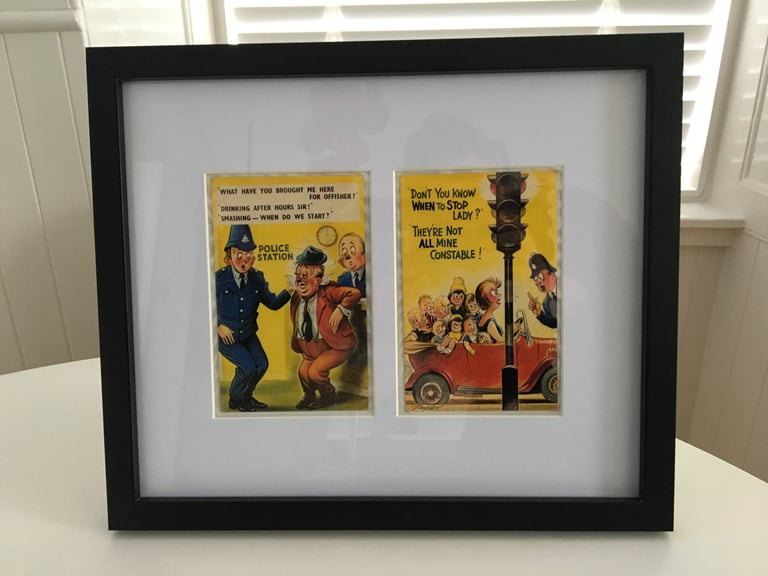 'WHAT HAVE YOU BROUGHT ME HERE
FOR OFFISHER?'
'DRINKING AFTER HOURS SIR!'
'SMASHING — WHEN DO WE START?'
POLICE
STATION
'DON'T YOU KNOW
WHEN TO STOP
LADY?'
'THEY'RE NOT
ALL MINE
CONSTABLE!'